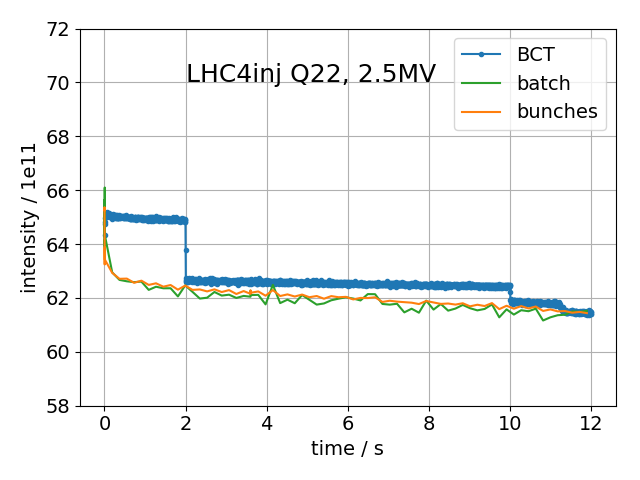 72
70
68
66
64
62
60
58
intensity / 1e11
LHC4inj Q22, 2.5MV
BCT
batch
bunches
0 2 4 6 8 10 12
time / s